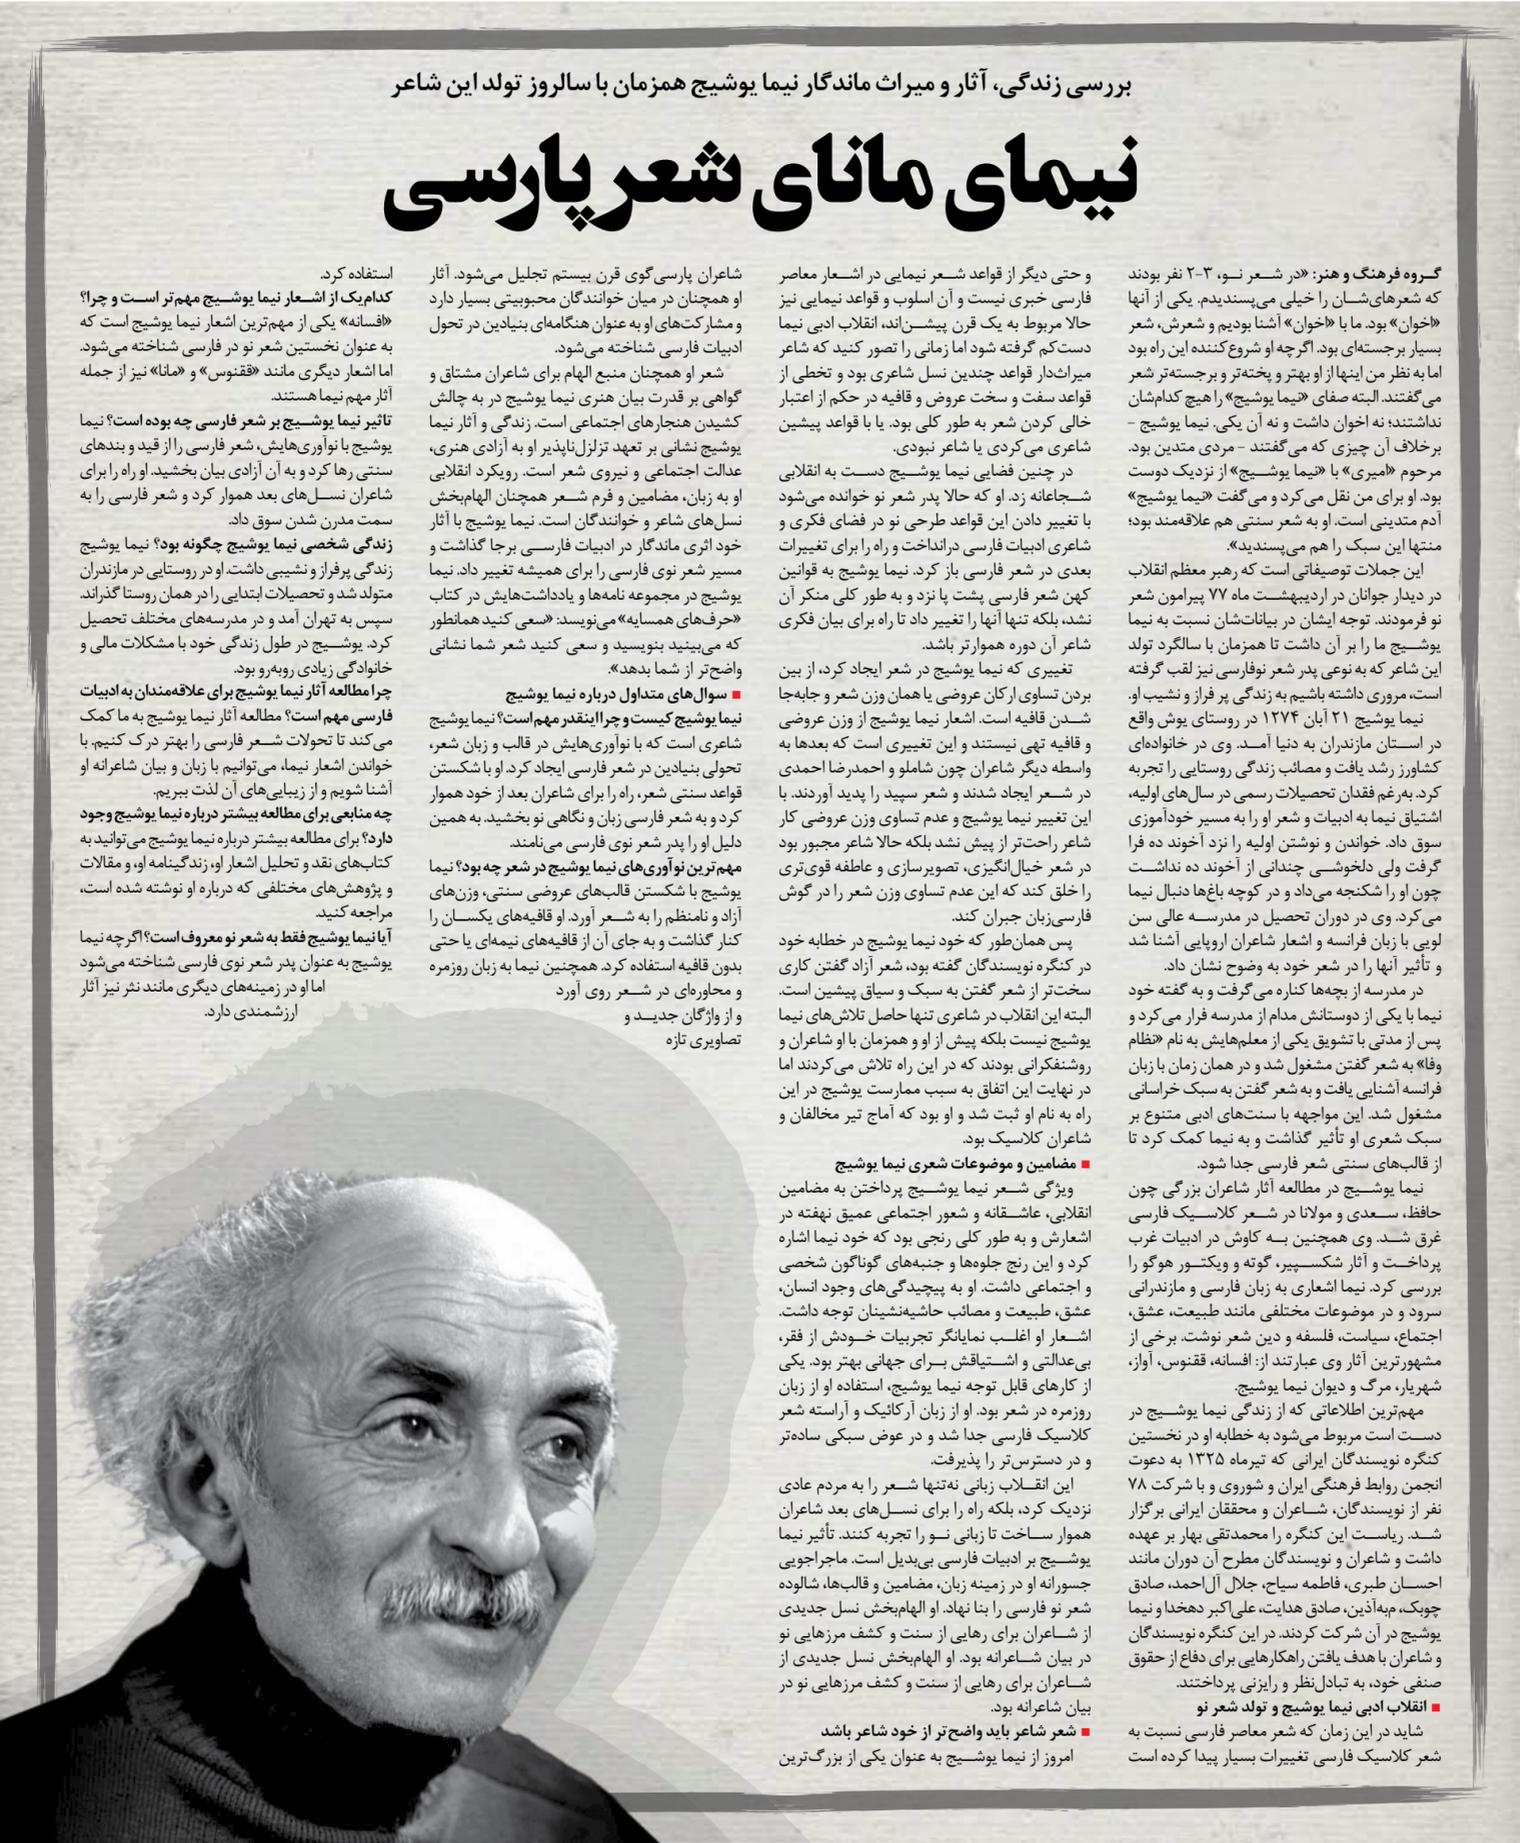 بررسی زندگی، آثار و میراث ماندگار نیما یوشیج همزمان با سالروز تولد این شاعر
نیمای مانای شعر پارسی
گروه فرهنگ و هنر: «در شعر نو، ۳-۲ نفر بودند
که شعرهای‌شان را خیلی می‌پسندیدم. یکی از آنها
«اخوان» بود. ما با «اخوان» آشنا بودیم و شعرش، شعر
بسیار برجسته‌ای بود. اگرچه او شروع‌کننده این راه بود
اما به نظر من اینها از او بهتر و پخته‌تر و برجسته‌تر شعر
می‌گفتند. البته صفای «نیما یوشیج» را هیچ کدام‌شان
نداشتند؛ نه اخوان داشت و نه آن یکی. نیما یوشیج -
برخلاف آن چیزی که می‌گفتند - مردی متدین بود.
مرحوم «امیری» با «نیما یوشیج» از نزدیک دوست
بود. او برای من نقل می‌کرد و می‌گفت «نیما یوشیج»
آدم متدینی است. او به شعر سنتی هم علاقه‌مند بود؛
منتها این سبک را هم می‌پسندید».
این جملات توصیفاتی است که رهبر معظم انقلاب
در دیدار جوانان در اردیبهشت ماه ۷۷ پیرامون شعر
نو فرمودند. توجه ایشان در بیانات‌شان نسبت به نیما
یوشیج ما را بر آن داشت تا همزمان با سالگرد تولد
این شاعر که به نوعی پدر شعر نوفارسی نیز لقب گرفته
است، مروری داشته باشیم به زندگی پر فراز و نشیب او.
نیما یوشیج ۲۱ آبان ۱۲۷۴ در روستای یوش واقع
در استان مازندران به دنیا آمد. وی در خانواده‌ای
کشاورز رشد یافت و مصائب زندگی روستایی را تجربه
کرد. به‌رغم فقدان تحصیلات رسمی در سال‌های اولیه،
اشتیاق نیما به ادبیات و شعر او را به مسیر خودآموزی
سوق داد. خواندن و نوشتن اولیه را نزد آخوند ده فرا
گرفت ولی دلخوشی چندانی از آخوند ده نداشت
چون او را شکنجه می‌داد و در کوچه باغ‌ها دنبال نیما
می‌کرد. وی در دوران تحصیل در مدرسه عالی سن
لویی با زبان فرانسه و اشعار شاعران اروپایی آشنا شد
و تأثیر آنها را در شعر خود به وضوح نشان داد.
در مدرسه از بچه‌ها کناره می‌گرفت و به گفته خود
نیما با یکی از دوستانش مدام از مدرسه فرار می‌کرد و
پس از مدتی با تشویق یکی از معلم‌هایش به نام «نظام
وفا» به شعر گفتن مشغول شد و در همان زمان با زبان
فرانسه آشنایی یافت و به شعر گفتن به سبک خراسانی
مشغول شد. این مواجهه با سنت‌های ادبی متنوع بر
سبک شعری او تأثیر گذاشت و به نیما کمک کرد تا
از قالب‌های سنتی شعر فارسی جدا شود.
نیما یوشیج در مطالعه آثار شاعران بزرگی چون
حافظ، سعدی و مولانا در شعر کلاسیک فارسی
غرق شد. وی همچنین به کاوش در ادبیات غرب
پرداخت و آثار شکسپیر، گوته و ویکتور هوگو را
بررسی کرد. نیما اشعاری به زبان فارسی و مازندرانی
سرود و در موضوعات مختلفی مانند طبیعت، عشق،
اجتماع، سیاست، فلسفه و دین شعر نوشت. برخی از
مشهورترین آثار وی عبارتند از: افسانه، ققنوس، آواز،
شهریار، مرگ و دیوان نیما یوشیج.
مهم‌ترین اطلاعاتی که از زندگی نیما یوشیج در
دست است مربوط می‌شود به خطابه او در نخستین
کنگره نویسندگان ایرانی که تیرماه ۱۳۲۵ به دعوت
انجمن روابط فرهنگی ایران و شوروی و با شرکت ۷۸
نفر از نویسندگان، شاعران و محققان ایرانی برگزار
شد. ریاست این کنگره را محمدتقی بهار بر عهده
داشت و شاعران و نویسندگان مطرح آن دوران مانند
احسان طبری، فاطمه سیاح، جلال آل‌احمد، صادق
چوبک، م‌به‌آذین، صادق هدایت، علی‌اکبر دهخدا و نیما
یوشیج در آن شرکت کردند. در این کنگره نویسندگان
و شاعران با هدف یافتن راهکارهایی برای دفاع از حقوق
صنفی خود، به تبادل‌نظر و رایزنی پرداختند.
■ انقلاب ادبی نیما یوشیج و تولد شعر نو
شاید در این زمان که شعر معاصر فارسی نسبت به
شعر کلاسیک فارسی تغییرات بسیار پیدا کرده است
و حتی دیگر از قواعد شعر نیمایی در اشعار معاصر
فارسی خبری نیست و آن اسلوب و قواعد نیمایی نیز
حالا مربوط به یک قرن پیش‌اند، انقلاب ادبی نیما
دست‌کم گرفته شود اما زمانی را تصور کنید که شاعر
میراث‌دار قواعد چندین نسل شاعری بود و تخطی از
قواعد سفت و سخت عروض و قافیه در حکم از اعتبار
خالی کردن شعر به طور کلی بود. یا با قواعد پیشین
شاعری می‌کردی یا شاعر نبودی.
در چنین فضایی نیما یوشیج دست به انقلابی
شجاعانه زد. او که حالا پدر شعر نو خوانده می‌شود
با تغییر دادن این قواعد طرحی نو در فضای فکری و
شاعری ادبیات فارسی درانداخت و راه را برای تغییرات
بعدی در شعر فارسی باز کرد. نیما یوشیج به قوانین
کهن شعر فارسی پشت پا نزد و به طور کلی منکر آن
نشد، بلکه تنها آنها را تغییر داد تا راه برای بیان فکری
شاعر آن دوره هموارتر باشد.
تغییری که نیما یوشیج در شعر ایجاد کرد، از بین
بردن تساوی ارکان عروضی یا همان وزن شعر و جابه‌جا
شدن قافیه است. اشعار نیما یوشیج از وزن عروضی
و قافیه تهی نیستند و این تغییری است که بعدها به
واسطه دیگر شاعران چون شاملو و احمدرضا احمدی
در شعر ایجاد شدند و شعر سپید را پدید آوردند. با
این تغییر نیما یوشیج و عدم تساوی وزن عروضی کار
شاعر راحت‌تر از پیش نشد بلکه حالا شاعر مجبور بود
در شعر خیال‌انگیزی، تصویرسازی و عاطفه قوی‌تری
را خلق کند که این عدم تساوی وزن شعر را در گوش
فارسی‌زبان جبران کند.
پس همان‌طور که خود نیما یوشیج در خطابه خود
در کنگره نویسندگان گفته بود، شعر آزاد گفتن کاری
سخت‌تر از شعر گفتن به سبک و سیاق پیشین است.
البته این انقلاب در شاعری تنها حاصل تلاش‌های نیما
یوشیج نیست بلکه پیش از او و همزمان با او شاعران و
روشنفکرانی بودند که در این راه تلاش می‌کردند اما
در نهایت این اتفاق به سبب ممارست یوشیج در این
راه به نام او ثبت شد و او بود که آماج تیر مخالفان و
شاعران کلاسیک بود.
■ مضامین و موضوعات شعری نیما یوشیج
ویژگی شعر نیما یوشیج پرداختن به مضامین
انقلابی، عاشقانه و شعور اجتماعی عمیق نهفته در
اشعارش و به طور کلی رنجی بود که خود نیما اشاره
کرد و این رنج جلوه‌ها و جنبه‌های گوناگون شخصی
و اجتماعی داشت. او به پیچیدگی‌های وجود انسان،
عشق، طبیعت و مصائب حاشیه‌نشینان توجه داشت.
اشعار او اغلب نمایانگر تجربیات خودش از فقر،
بی‌عدالتی و اشتیاقش برای جهانی بهتر بود. یکی
از کارهای قابل توجه نیما یوشیج، استفاده او از زبان
روزمره در شعر بود. او از زبان آرکائیک و آراسته شعر
کلاسیک فارسی جدا شد و در عوض سبکی ساده‌تر
و در دسترس‌تر را پذیرفت.
این انقلاب زبانی نه‌تنها شعر را به مردم عادی
نزدیک کرد، بلکه راه را برای نسل‌های بعد شاعران
هموار ساخت تا زبانی نو را تجربه کنند. تأثیر نیما
یوشیج بر ادبیات فارسی بی‌بدیل است. ماجراجویی
جسورانه او در زمینه زبان، مضامین و قالب‌ها، شالوده
شعر نو فارسی را بنا نهاد. او الهام‌بخش نسل جدیدی
از شاعران برای رهایی از سنت و کشف مرزهایی نو
در بیان شاعرانه بود. او الهام‌بخش نسل جدیدی از
شاعران برای رهایی از سنت و کشف مرزهایی نو در
بیان شاعرانه بود.
■ شعر شاعر باید واضح‌تر از خود شاعر باشد
امروز از نیما یوشیج به عنوان یکی از بزرگ‌ترین
شاعران پارسی‌گوی قرن بیستم تجلیل می‌شود. آثار
او همچنان در میان خوانندگان محبوبیتی بسیار دارد
و مشارکت‌های او به عنوان هنگامه‌ای بنیادین در تحول
ادبیات فارسی شناخته می‌شود.
شعر او همچنان منبع الهام برای شاعران مشتاق و
گواهی بر قدرت بیان هنری نیما یوشیج در به چالش
کشیدن هنجارهای اجتماعی است. زندگی و آثار نیما
یوشیج نشانی بر تعهد تزلزل‌ناپذیر او به آزادی هنری،
عدالت اجتماعی و نیروی شعر است. رویکرد انقلابی
او به زبان، مضامین و فرم شعر همچنان الهام‌بخش
نسل‌های شاعر و خوانندگان است. نیما یوشیج با آثار
خود اثری ماندگار در ادبیات فارسی برجا گذاشت و
مسیر شعر نوی فارسی را برای همیشه تغییر داد. نیما
یوشیج در مجموعه نامه‌ها و یادداشت‌هایش در کتاب
«حرف‌های همسایه» می‌نویسد: «سعی کنید همانطور
که می‌بینید بنویسید و سعی کنید شعر شما نشانی
واضح‌تر از شما بدهد».
■ سوال‌های متداول درباره نیما یوشیج
نیما یوشیج کیست و چرا اینقدر مهم است؟ نیما یوشیج
شاعری است که با نوآوری‌هایش در قالب و زبان شعر،
تحولی بنیادین در شعر فارسی ایجاد کرد. او با شکستن
قواعد سنتی شعر، راه را برای شاعران بعد از خود هموار
کرد و به شعر فارسی زبان و نگاهی نو بخشید. به همین
دلیل او را پدر شعر نوی فارسی می‌نامند.
مهم‌ترین نوآوری‌های نیما یوشیج در شعر چه بود؟ نیما
یوشیج با شکستن قالب‌های عروضی سنتی، وزن‌های
آزاد و نامنظم را به شعر آورد. او قافیه‌های یکسان را
کنار گذاشت و به جای آن از قافیه‌های نیمه‌ای یا حتی
بدون قافیه استفاده کرد. همچنین نیما به زبان روزمره
و محاوره‌ای در شعر روی آورد
و از واژگان جدید و
تصاویری تازه
استفاده کرد.
کدام‌یک از اشعار نیما یوشیج مهم‌تر است و چرا؟
«افسانه» یکی از مهم‌ترین اشعار نیما یوشیج است که
به عنوان نخستین شعر نو در فارسی شناخته می‌شود.
اما اشعار دیگری مانند «ققنوس» و «مانا» نیز از جمله
آثار مهم نیما هستند.
تاثیر نیما یوشیج بر شعر فارسی چه بوده است؟ نیما
یوشیج با نوآوری‌هایش، شعر فارسی را از قید و بندهای
سنتی رها کرد و به آن آزادی بیان بخشید. او راه را برای
شاعران نسل‌های بعد هموار کرد و شعر فارسی را به
سمت مدرن شدن سوق داد.
زندگی شخصی نیما یوشیج چگونه بود؟ نیما یوشیج
زندگی پرفراز و نشیبی داشت. او در روستایی در مازندران
متولد شد و تحصیلات ابتدایی را در همان روستا گذراند.
سپس به تهران آمد و در مدرسه‌های مختلف تحصیل
کرد. یوشیج در طول زندگی خود با مشکلات مالی و
خانوادگی زیادی روبه‌رو بود.
چرا مطالعه آثار نیما یوشیج برای علاقه‌مندان به ادبیات
فارسی مهم است؟ مطالعه آثار نیما یوشیج به ما کمک
می‌کند تا تحولات شعر فارسی را بهتر درک کنیم. با
خواندن اشعار نیما، می‌توانیم با زبان و بیان شاعرانه او
آشنا شویم و از زیبایی‌های آن لذت ببریم.
چه منابعی برای مطالعه بیشتر درباره نیما یوشیج وجود
دارد؟ برای مطالعه بیشتر درباره نیما یوشیج می‌توانید به
کتاب‌های نقد و تحلیل اشعار او، زندگینامه او، و مقالات
و پژوهش‌های مختلفی که درباره او نوشته شده است،
مراجعه کنید.
آیا نیما یوشیج فقط به شعر نو معروف است؟ اگرچه نیما
یوشیج به عنوان پدر شعر نوی فارسی شناخته می‌شود
اما او در زمینه‌های دیگری مانند نثر نیز آثار
ارزشمندی دارد.